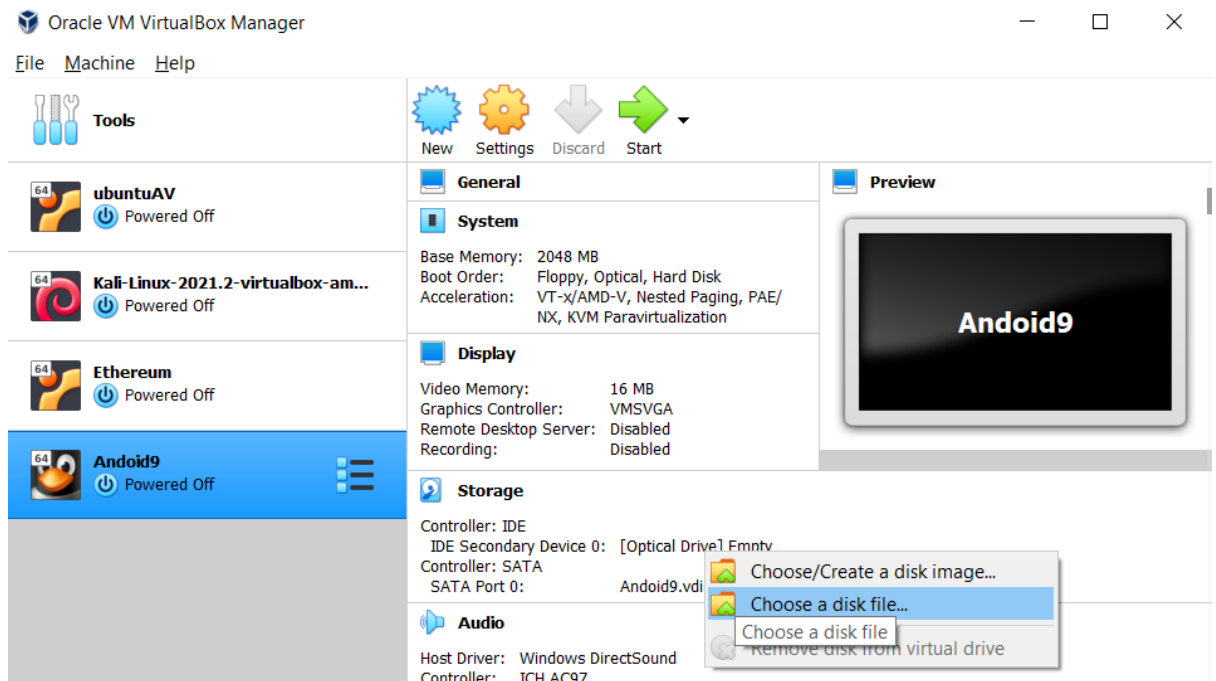 Oracle VM VirtualBox Manager
File Machine Help
Tools
New Settings Discard Start
64
ubuntuAV
Powered Off
64
Kali-Linux-2021.2-virtualbox-am...
Powered Off
64
Ethereum
Powered Off
64
Andoid9
Powered Off
General
System
Base Memory: 2048 MB
Boot Order: Floppy, Optical, Hard Disk
Acceleration: VT-x/AMD-V, Nested Paging, PAE/
NX, KVM Paravirtualization
Display
Video Memory: 16 MB
Graphics Controller: VMSVGA
Remote Desktop Server: Disabled
Recording: Disabled
Preview
Andoid9
Storage
Controller: IDE
IDE Secondary Device 0: [Optical Drive] Empty
Controller: SATA
SATA Port 0: Andoid9.vdi
Choose/Create a disk image...
Choose a disk file...
Choose a disk file
Remove disk from virtual drive
Audio
Host Driver: Windows DirectSound
Controller: ICH AC97